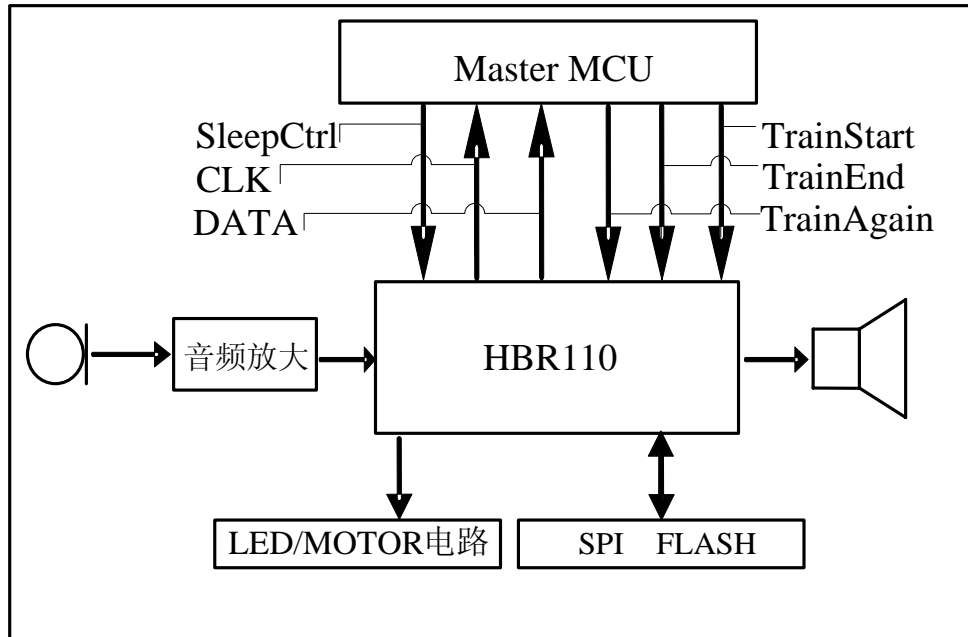 Master MCU
SleepCtrl
CLK
DATA
TrainStart
TrainEnd
TrainAgain
音频放大
HBR110
LED/MOTOR电路
SPI FLASH